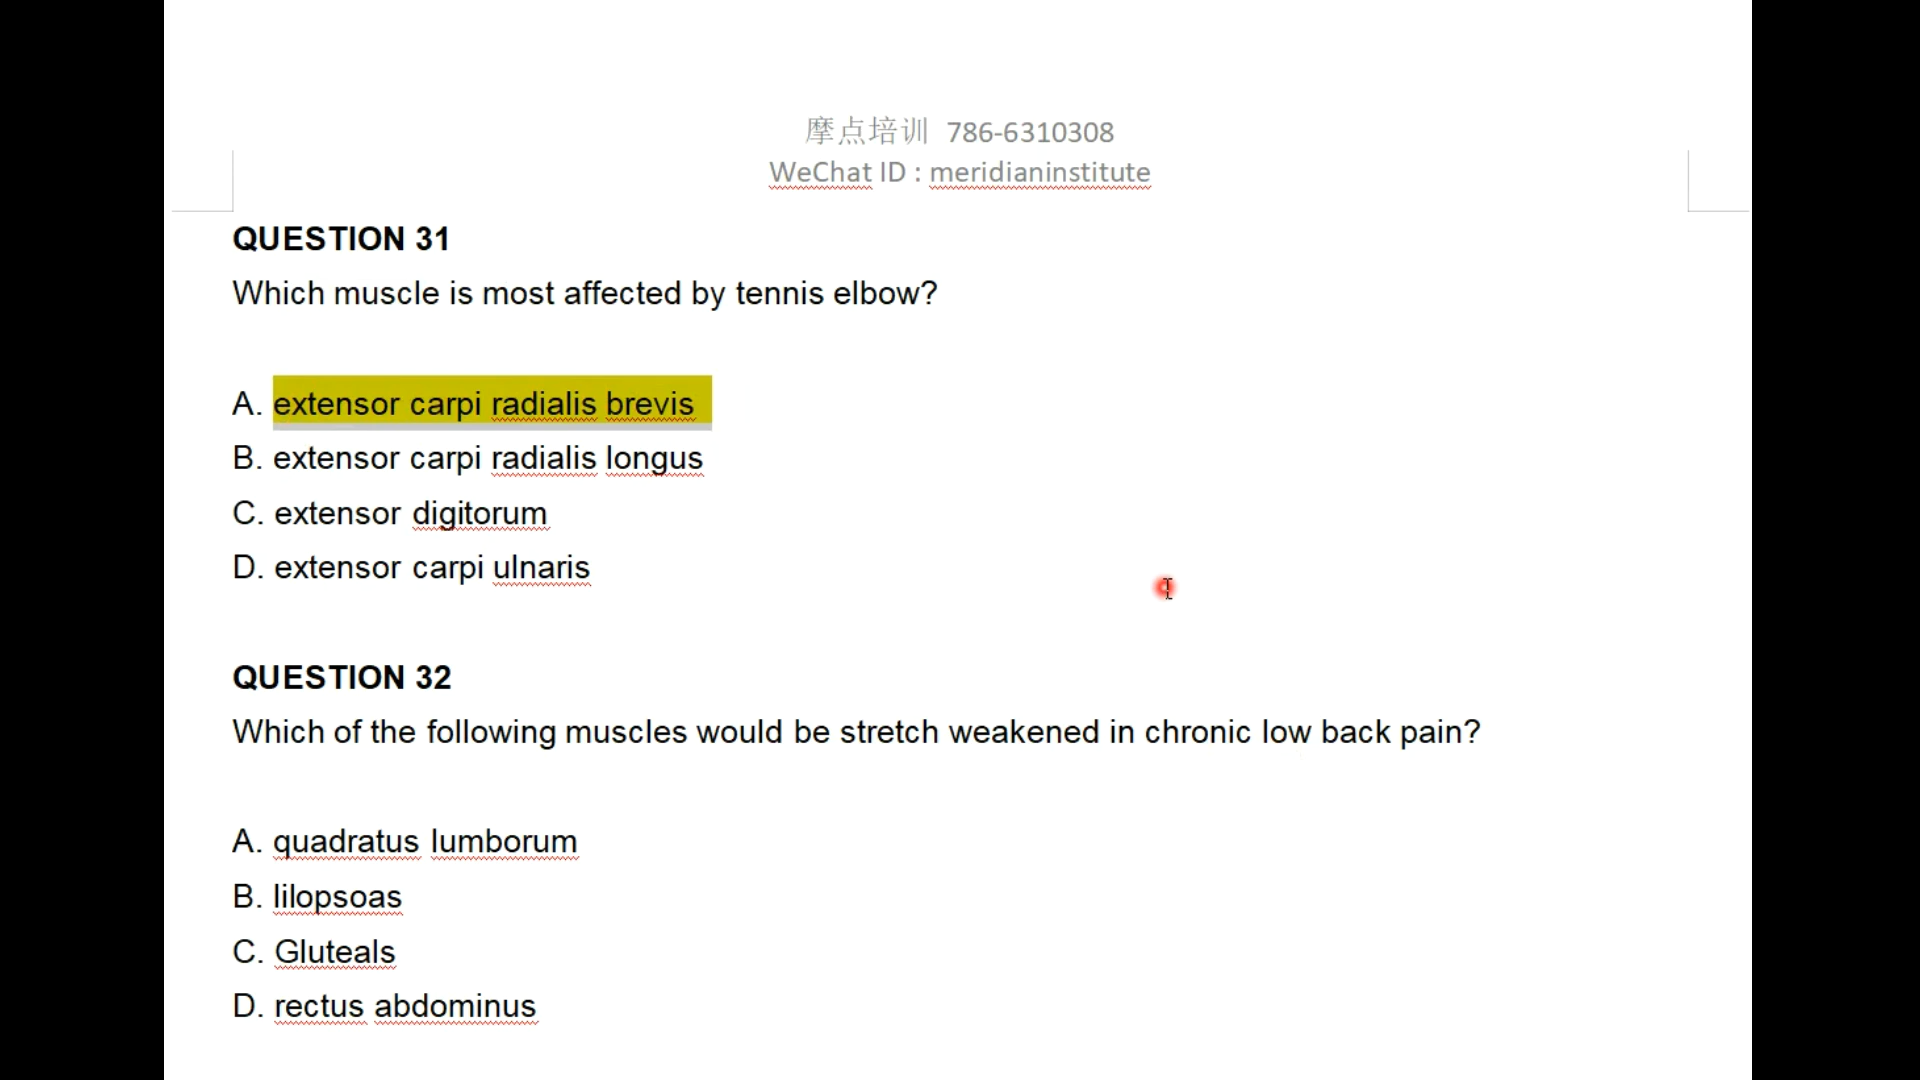 摩点培训 786-6310308
WeChat ID : meridianinstitute
QUESTION 31
Which muscle is most affected by tennis elbow?
A. extensor carpi radialis brevis
B. extensor carpi radialis longus
C. extensor digitorum
D. extensor carpi ulnaris
QUESTION 32
Which of the following muscles would be stretch weakened in chronic low back pain?
A. quadratus lumborum
B. lilopsoas
C. Gluteals
D. rectus abdominus